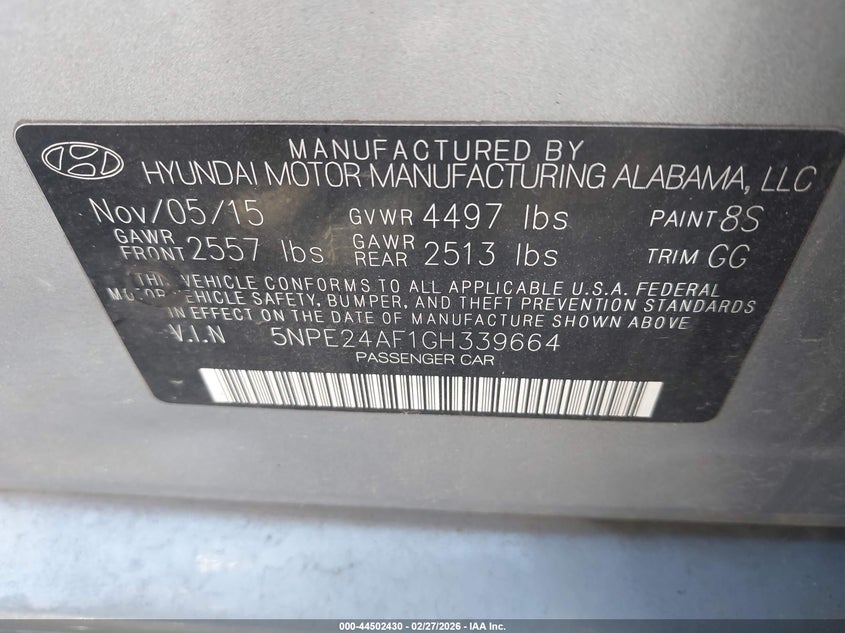 MANUFACTURED BY
HYUNDAI MOTOR MANUFACTURING ALABAMA, LLC
Nov/05/15 GVWR 4497 lbs PAINT 8S
GAWR FRONT 2557 lbs GAWR REAR 2513 lbs TRIM GG
THIS VEHICLE CONFORMS TO ALL APPLICABLE U.S.A. FEDERAL
MOTOR VEHICLE SAFETY, BUMPER, AND THEFT PREVENTION STANDARDS
IN EFFECT ON THE DATE OF MANUFACTURE SHOWN ABOVE
V.I.N 5NPE24AF1GH339664
PASSENGER CAR
000-44502430 - 02/27/2026 - IAA Inc.